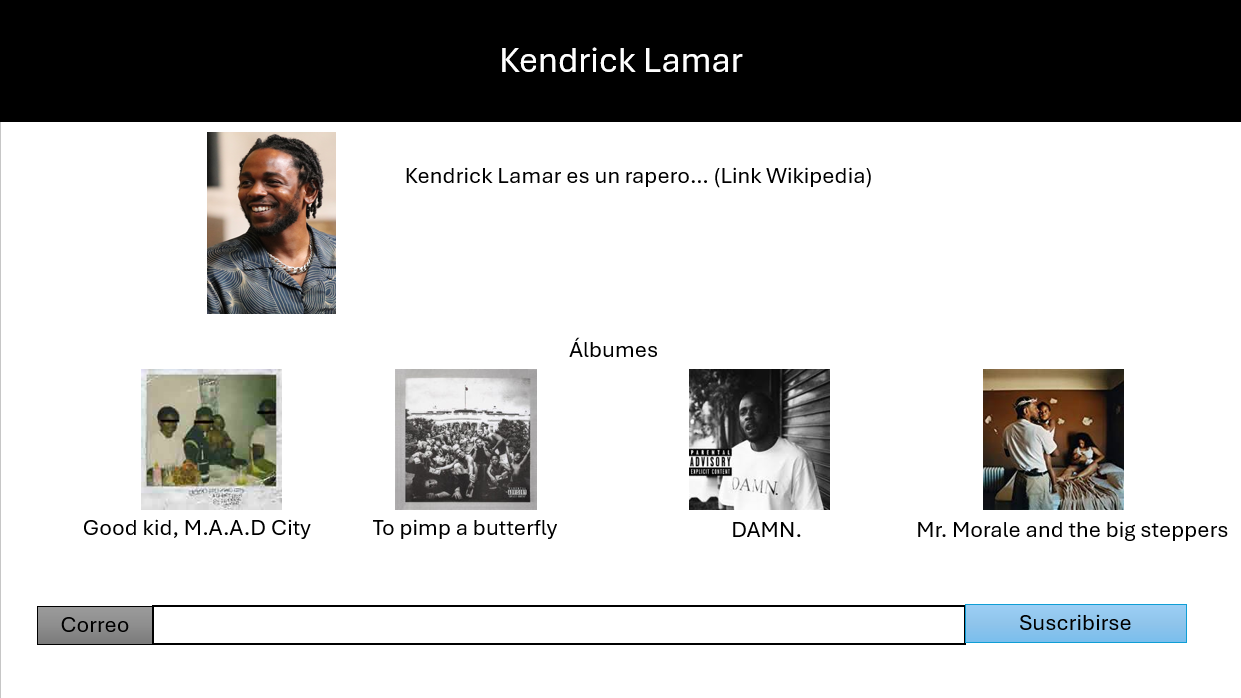 Kendrick Lamar
Kendrick Lamar es un rapero... (Link Wikipedia)
Álbumes
PARENTAL
ADVISORY
EXPLICIT CONTENT
DAMN.
Good kid, M.A.A.D City
To pimp a butterfly
DAMN.
Mr. Morale and the big steppers
Correo
Suscribirse